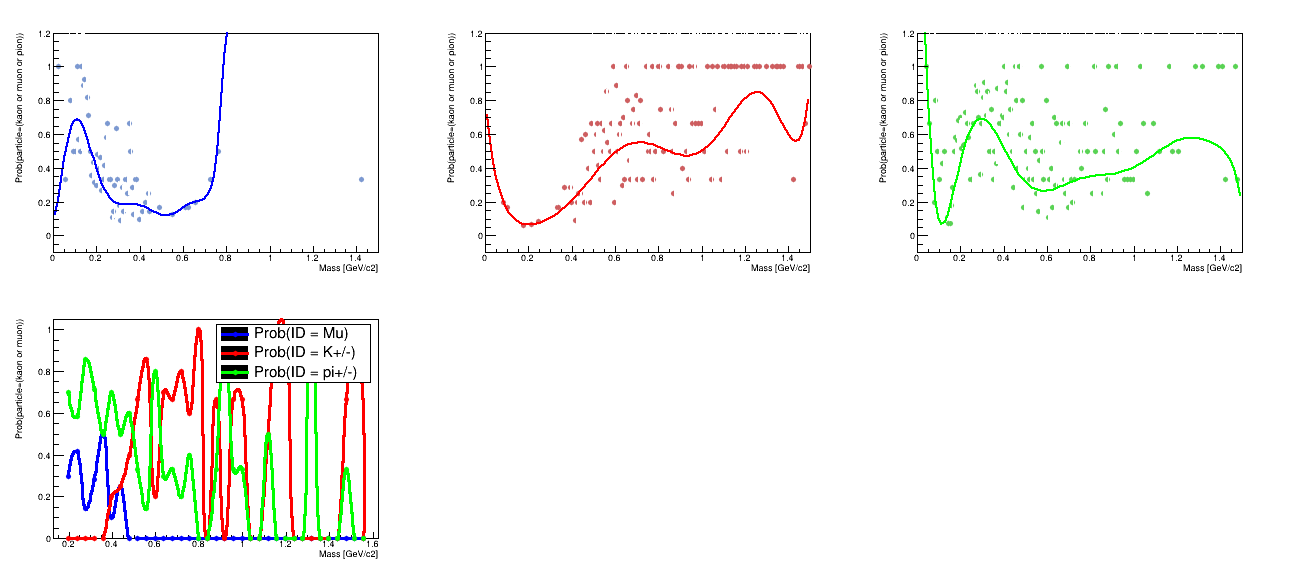 Prob(particle=(kaon or muon or pion))
1.2
1
0.8
0.6
0.4
0.2
0
0 0.2 0.4 0.6 0.8 1 1.2 1.4
Mass [GeV/c2]
Prob(particle=(kaon or muon or pion))
1.2
1
0.8
0.6
0.4
0.2
0
0 0.2 0.4 0.6 0.8 1 1.2 1.4
Mass [GeV/c2]
Prob(particle=(kaon or muon or pion))
1.2
1
0.8
0.6
0.4
0.2
0
0 0.2 0.4 0.6 0.8 1 1.2 1.4
Mass [GeV/c2]
Prob(particle=(kaon or muon))
1
0.8
0.6
0.4
0.2
0
0.2 0.4 0.6 0.8 1 1.2 1.4 1.6
Mass [GeV/c2]
Prob(ID = Mu)
Prob(ID = K+/-)
Prob(ID = pi+/-)